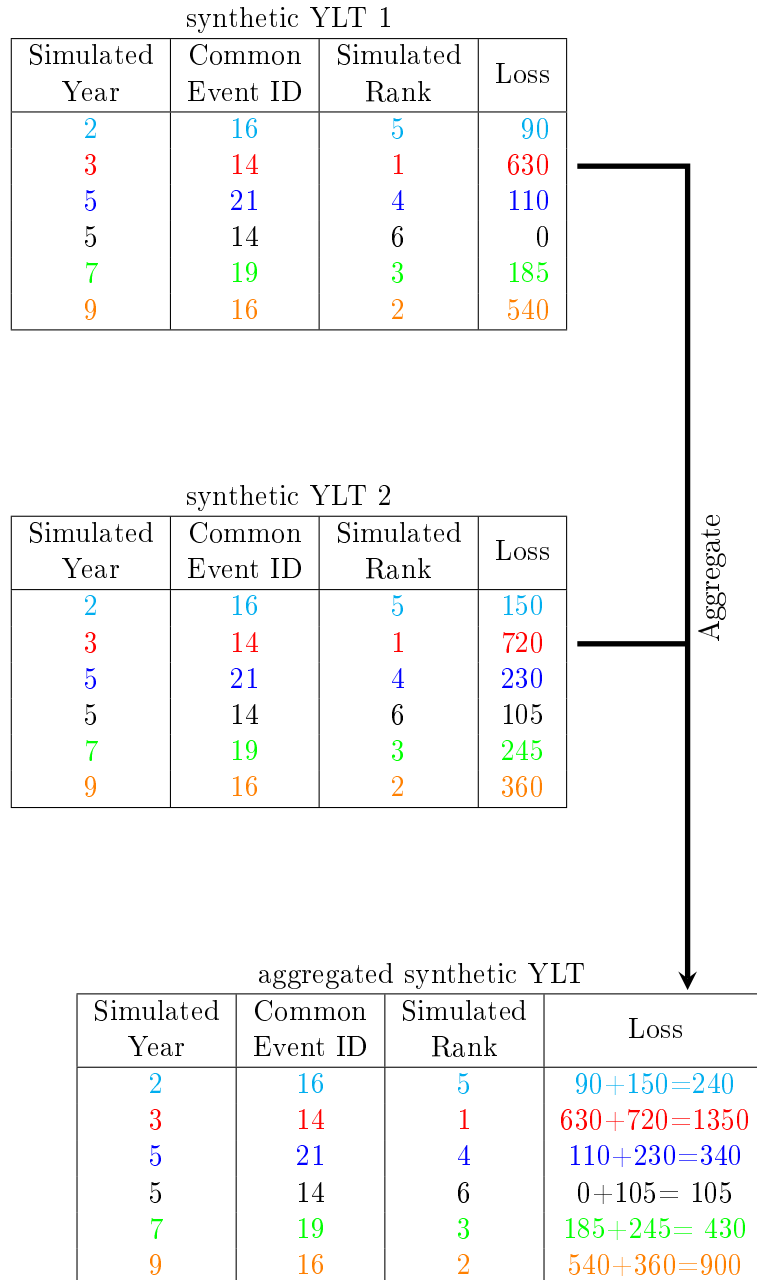 synthetic YLT 1
Simulated Year Common Event ID Simulated Rank Loss
2 16 5 90
3 14 1 630
5 21 4 110
5 14 6 0
7 19 3 185
9 16 2 540
synthetic YLT 2
Simulated Year Common Event ID Simulated Rank Loss
2 16 5 150
3 14 1 720
5 21 4 230
5 14 6 105
7 19 3 245
9 16 2 360
Aggregate
aggregated synthetic YLT
Simulated Year Common Event ID Simulated Rank Loss
2 16 5 90+150=240
3 14 1 630+720=1350
5 21 4 110+230=340
5 14 6 0+105= 105
7 19 3 185+245= 430
9 16 2 540+360=900